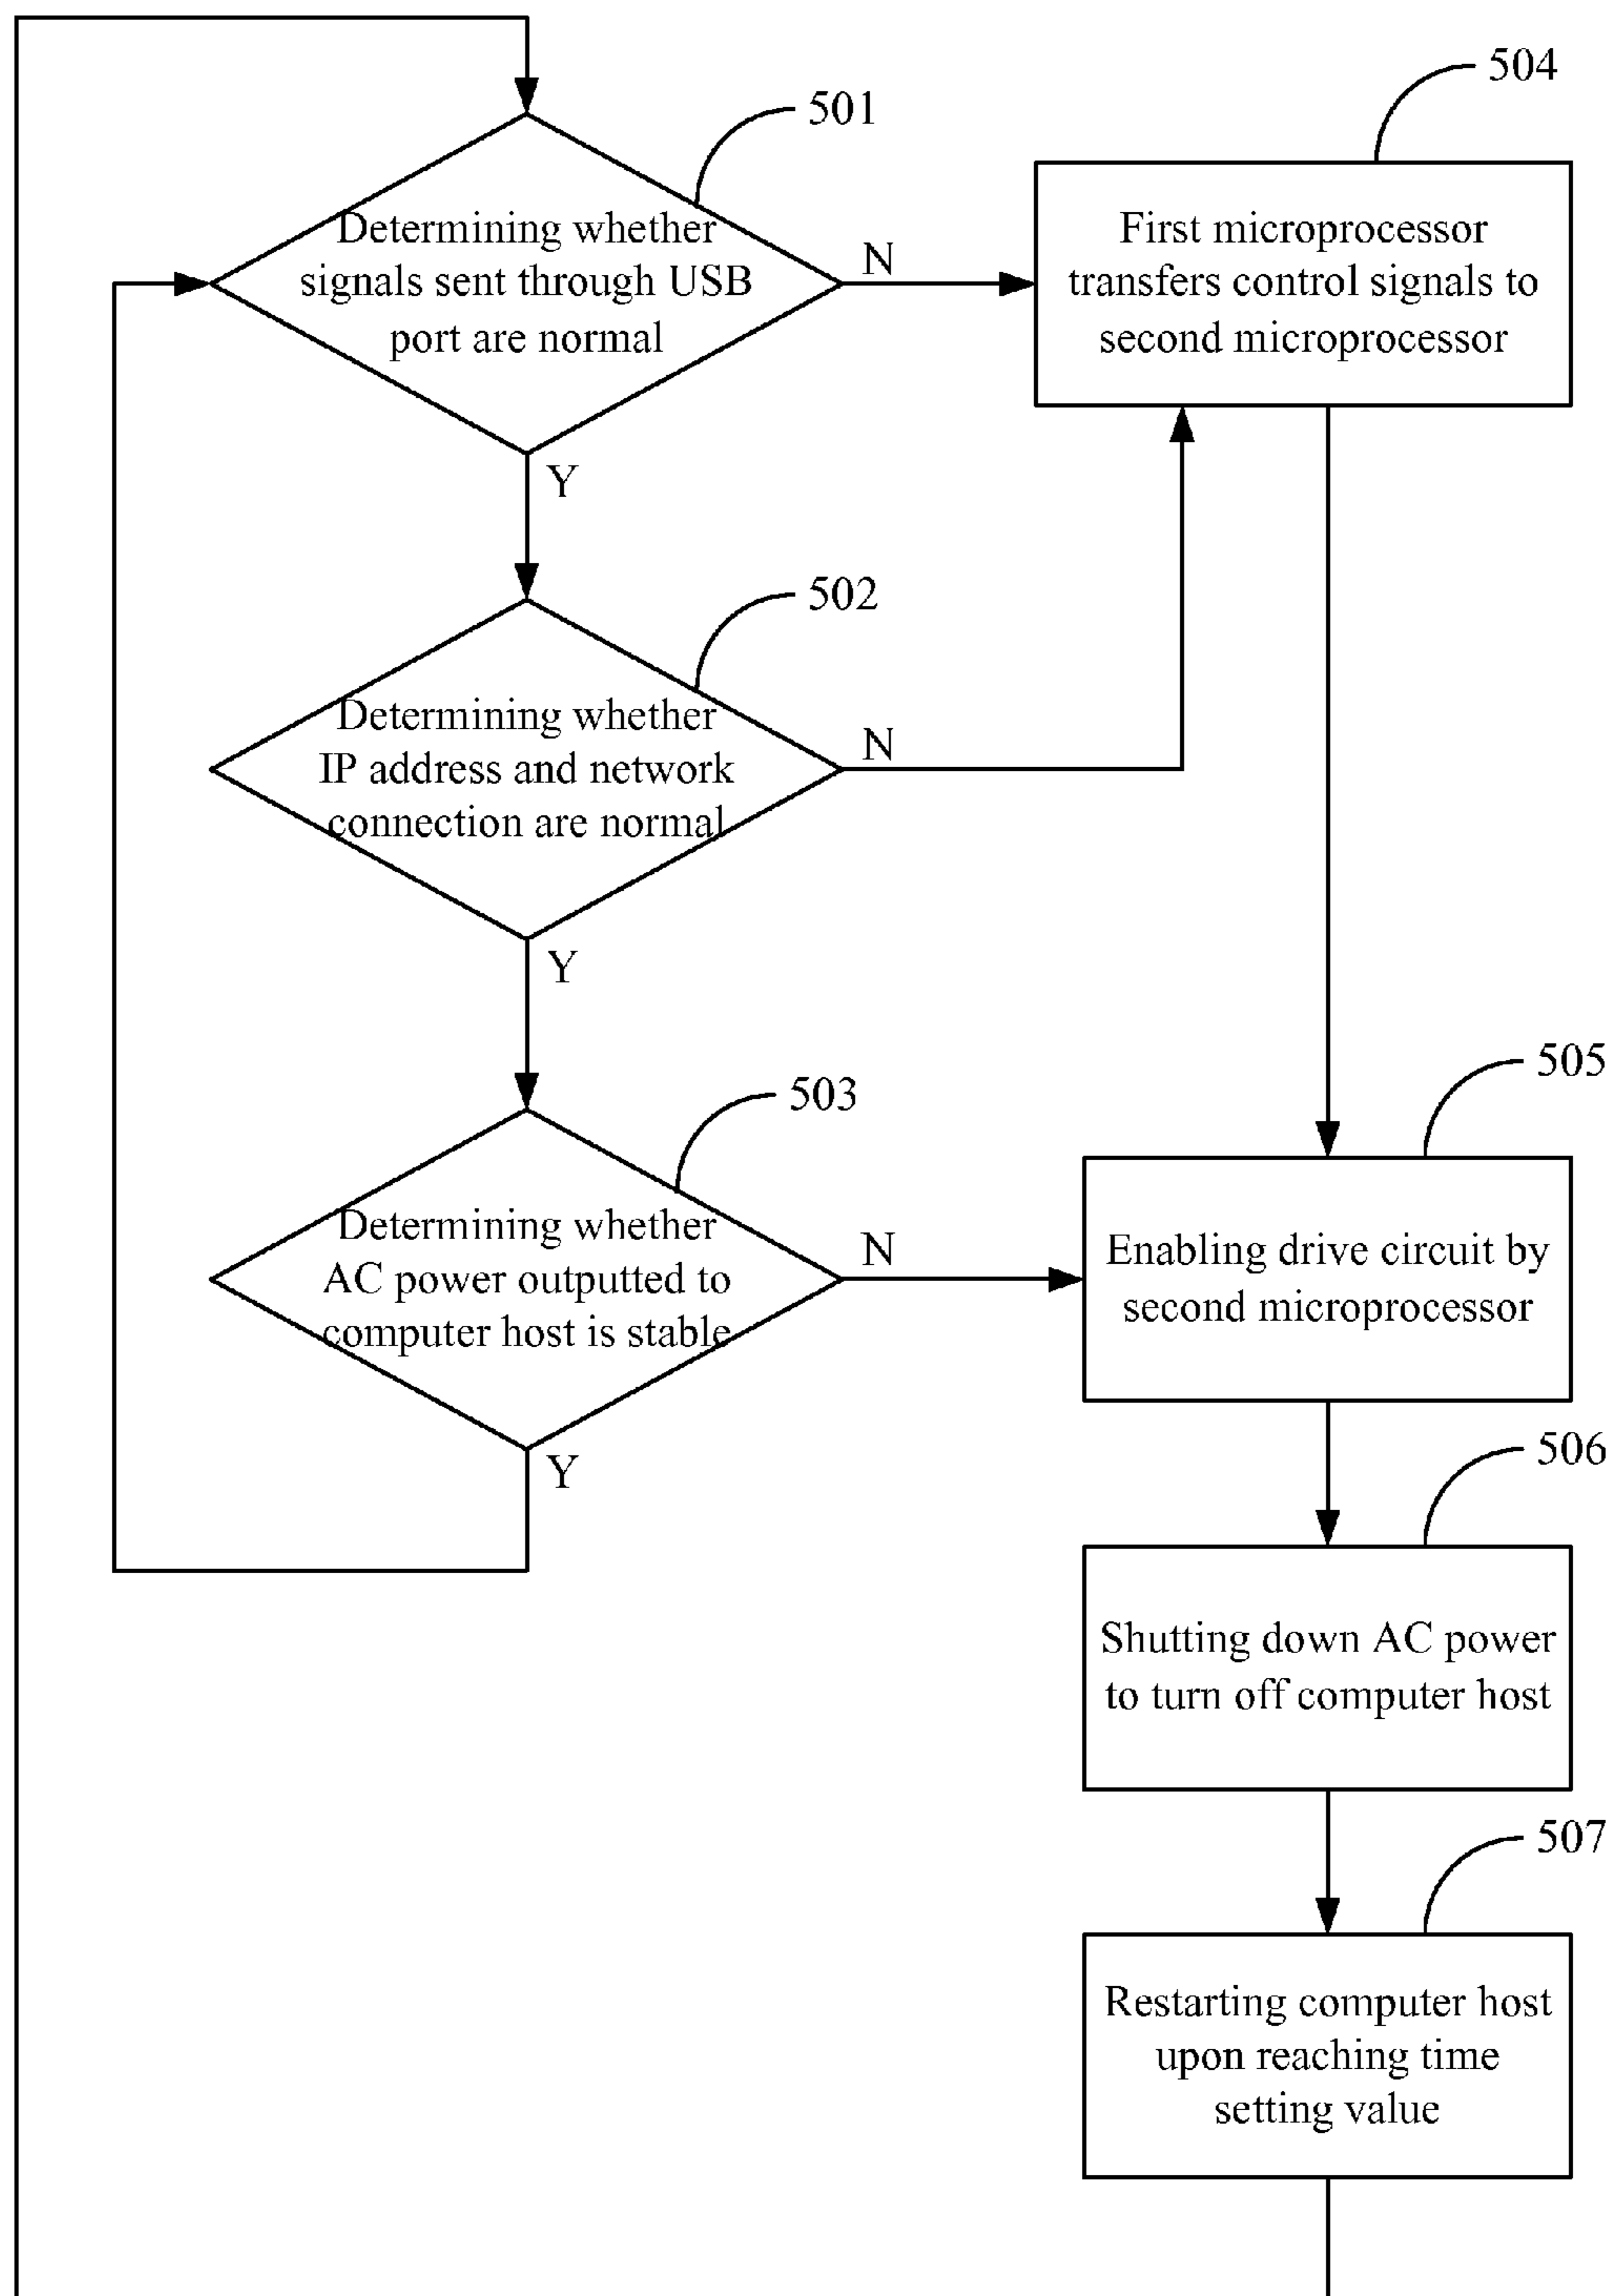 501
Determining whether
signals sent through USB
port are normal
N
Y
504
First microprocessor
transfers control signals to
second microprocessor
502
Determining whether
IP address and network
connection are normal
N
Y
503
Determining whether
AC power outputted to
computer host is stable
N
Y
505
Enabling drive circuit by
second microprocessor
506
Shutting down AC power
to turn off computer host
507
Restarting computer host
upon reaching time
setting value